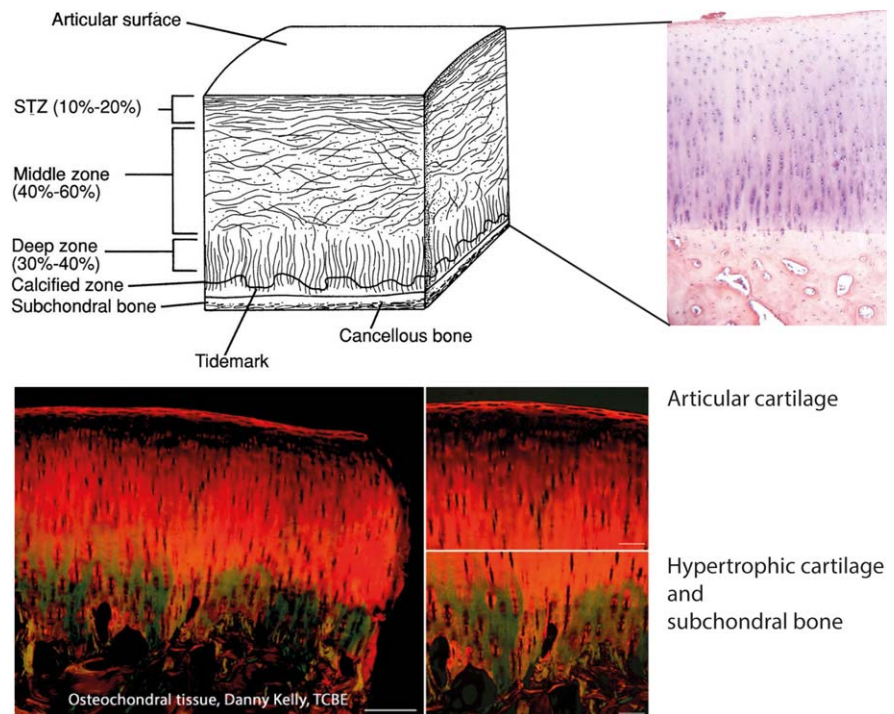 Articular surface
STZ (10%-20%)
Middle zone
(40%-60%)
Deep zone
(30%-40%)
Calcified zone
Subchondral bone
Cancellous bone
Tidemark
Articular cartilage
Hypertrophic cartilage
and
subchondral bone
Osteochondral tissue, Danny Kelly, TCBE